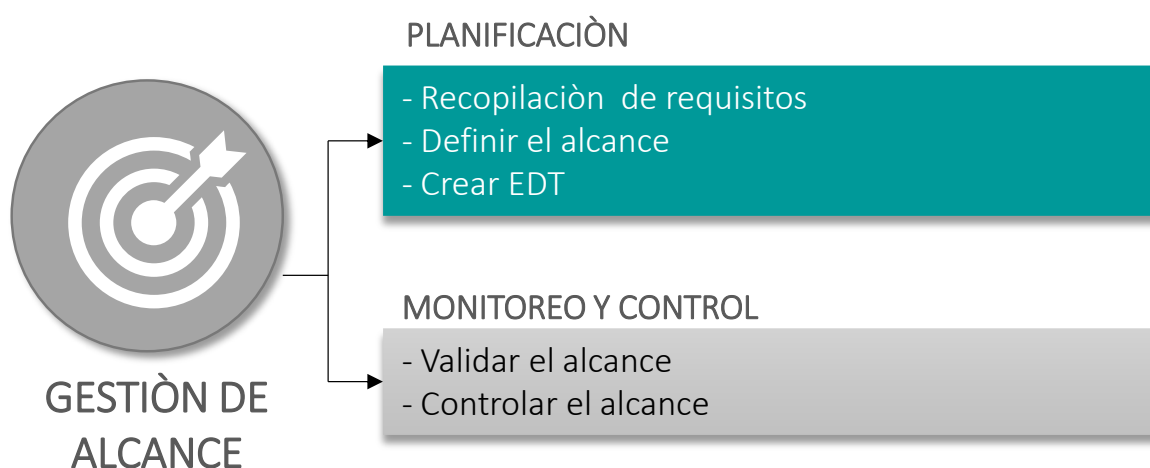 PLANIFICACIÒN
- Recopilaciòn  de requisitos
- Definir el alcance
- Crear EDT
MONITOREO Y CONTROL
- Validar el alcance
- Controlar el alcance
GESTIÒN DE
ALCANCE